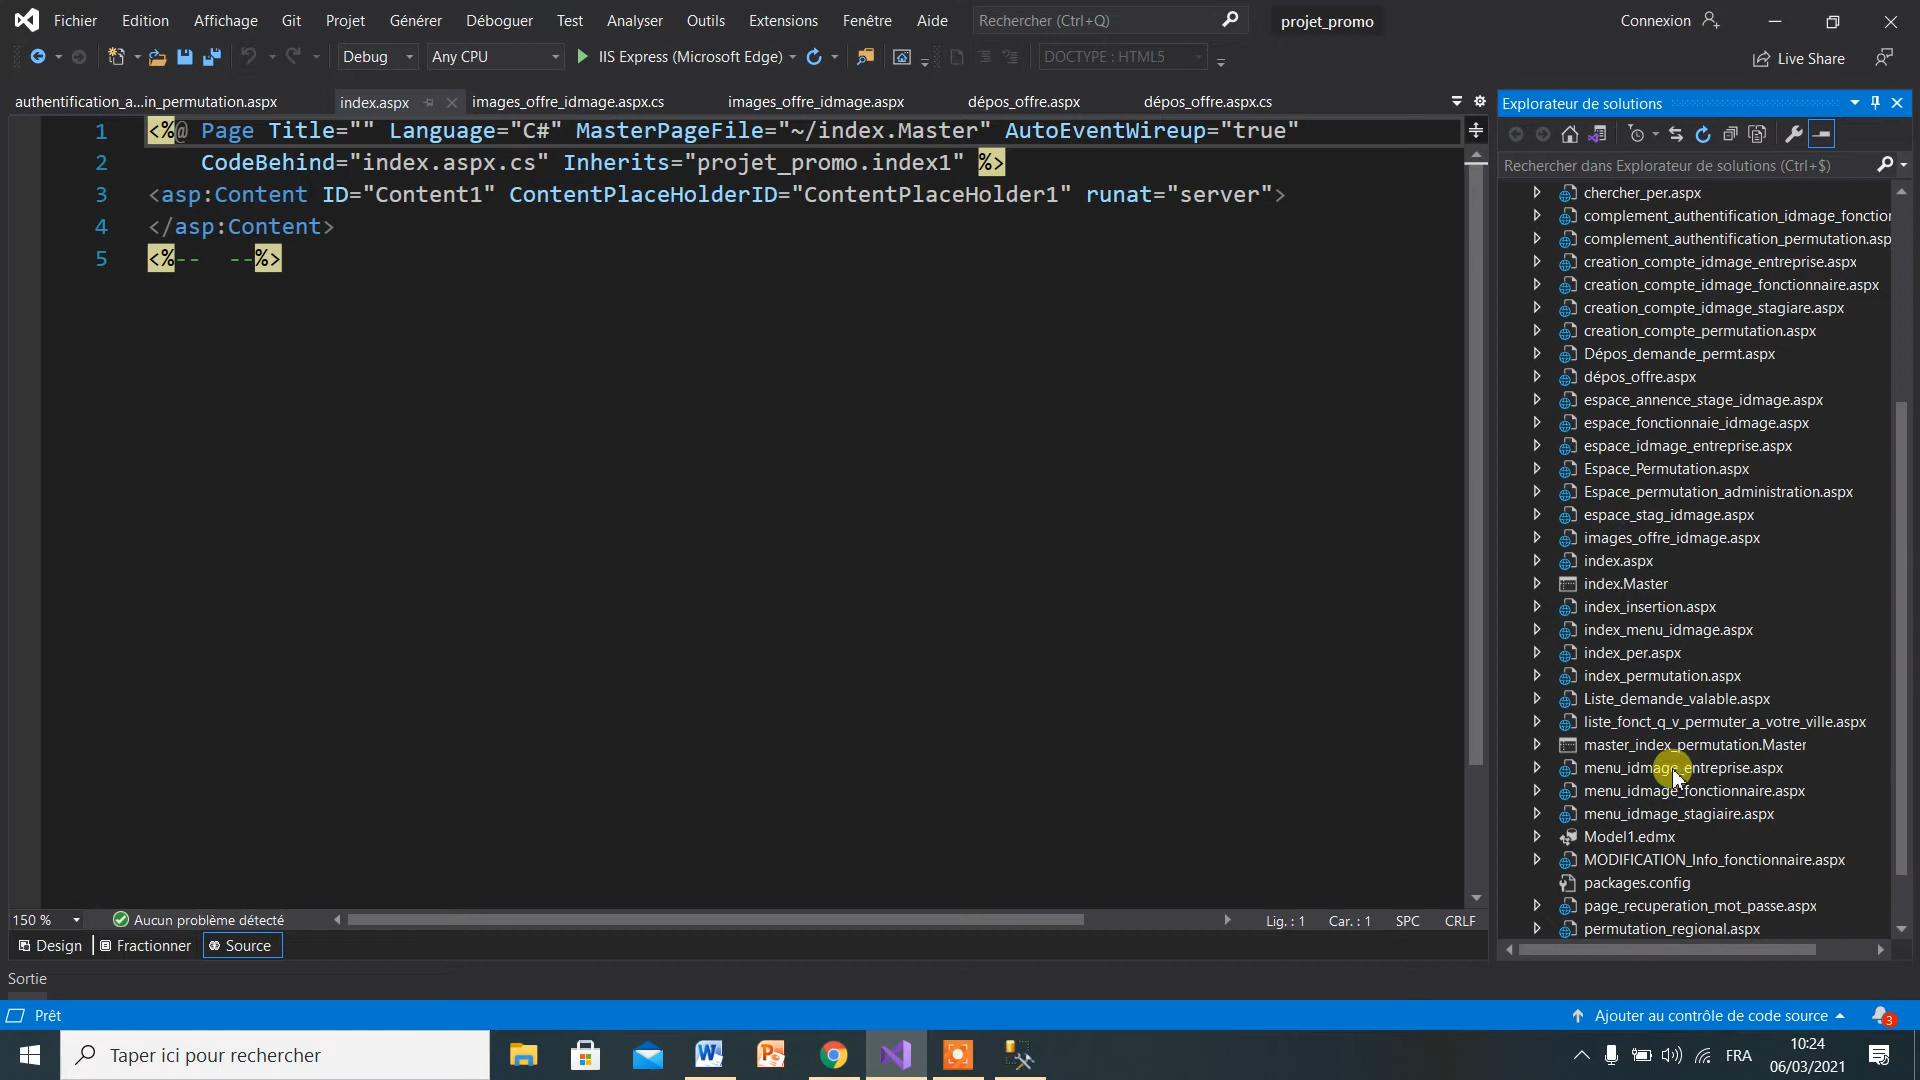 Fichier Edition Affichage Git Projet Générer Déboguer Test Analyser Outils Extensions Fenêtre Aide Rechercher (Ctrl+Q) projet_promo Connexion
Debug Any CPU IIS Express (Microsoft Edge) DOCTYPE : HTML5 Live Share
authentification_a...in_permutation.aspx index.aspx images_offre_idmage.aspx.cs images_offre_idmage.aspx dépos_offre.aspx dépos_offre.aspx.cs
1 <%@ Page Title="" Language="C#" MasterPageFile="~/index.Master" AutoEventWireup="true"
2 CodeBehind="index.aspx.cs" Inherits="projet_promo.index1" %>
3 <asp:Content ID="Content1" ContentPlaceHolderID="ContentPlaceHolder1" runat="server">
4 </asp:Content>
5 <%-- --%>
150 % Aucun problème détecté Lig. : 1 Car. : 1 SPC CRLF
Design Fractionner Source
Sortie
Explorateur de solutions
Rechercher dans Explorateur de solutions (Ctrl+$)
chercher_per.aspx
complement_authentification_idmage_fonction
complement_authentification_permutation.asp
creation_compte_idmage_entreprise.aspx
creation_compte_idmage_fonctionnaire.aspx
creation_compte_idmage_stagiare.aspx
creation_compte_permutation.aspx
Dépos_demande_permt.aspx
dépos_offre.aspx
espace_annence_stage_idmage.aspx
espace_fonctionnaie_idmage.aspx
espace_idmage_entreprise.aspx
Espace_Permutation.aspx
Espace_permutation_administration.aspx
espace_stag_idmage.aspx
images_offre_idmage.aspx
index.aspx
index.Master
index_insertion.aspx
index_menu_idmage.aspx
index_per.aspx
index_permutation.aspx
Liste_demande_valable.aspx
liste_fonct_q_v_permuter_a_votre_ville.aspx
master_index_permutation.Master
menu_idmage_entreprise.aspx
menu_idmage_fonctionnaire.aspx
menu_idmage_stagiaire.aspx
Model1.edmx
MODIFICATION_Info_fonctionnaire.aspx
packages.config
page_recuperation_mot_passe.aspx
permutation_regional.aspx
Prêt Ajouter au contrôle de code source 3
Taper ici pour rechercher FRA 10:24
06/03/2021